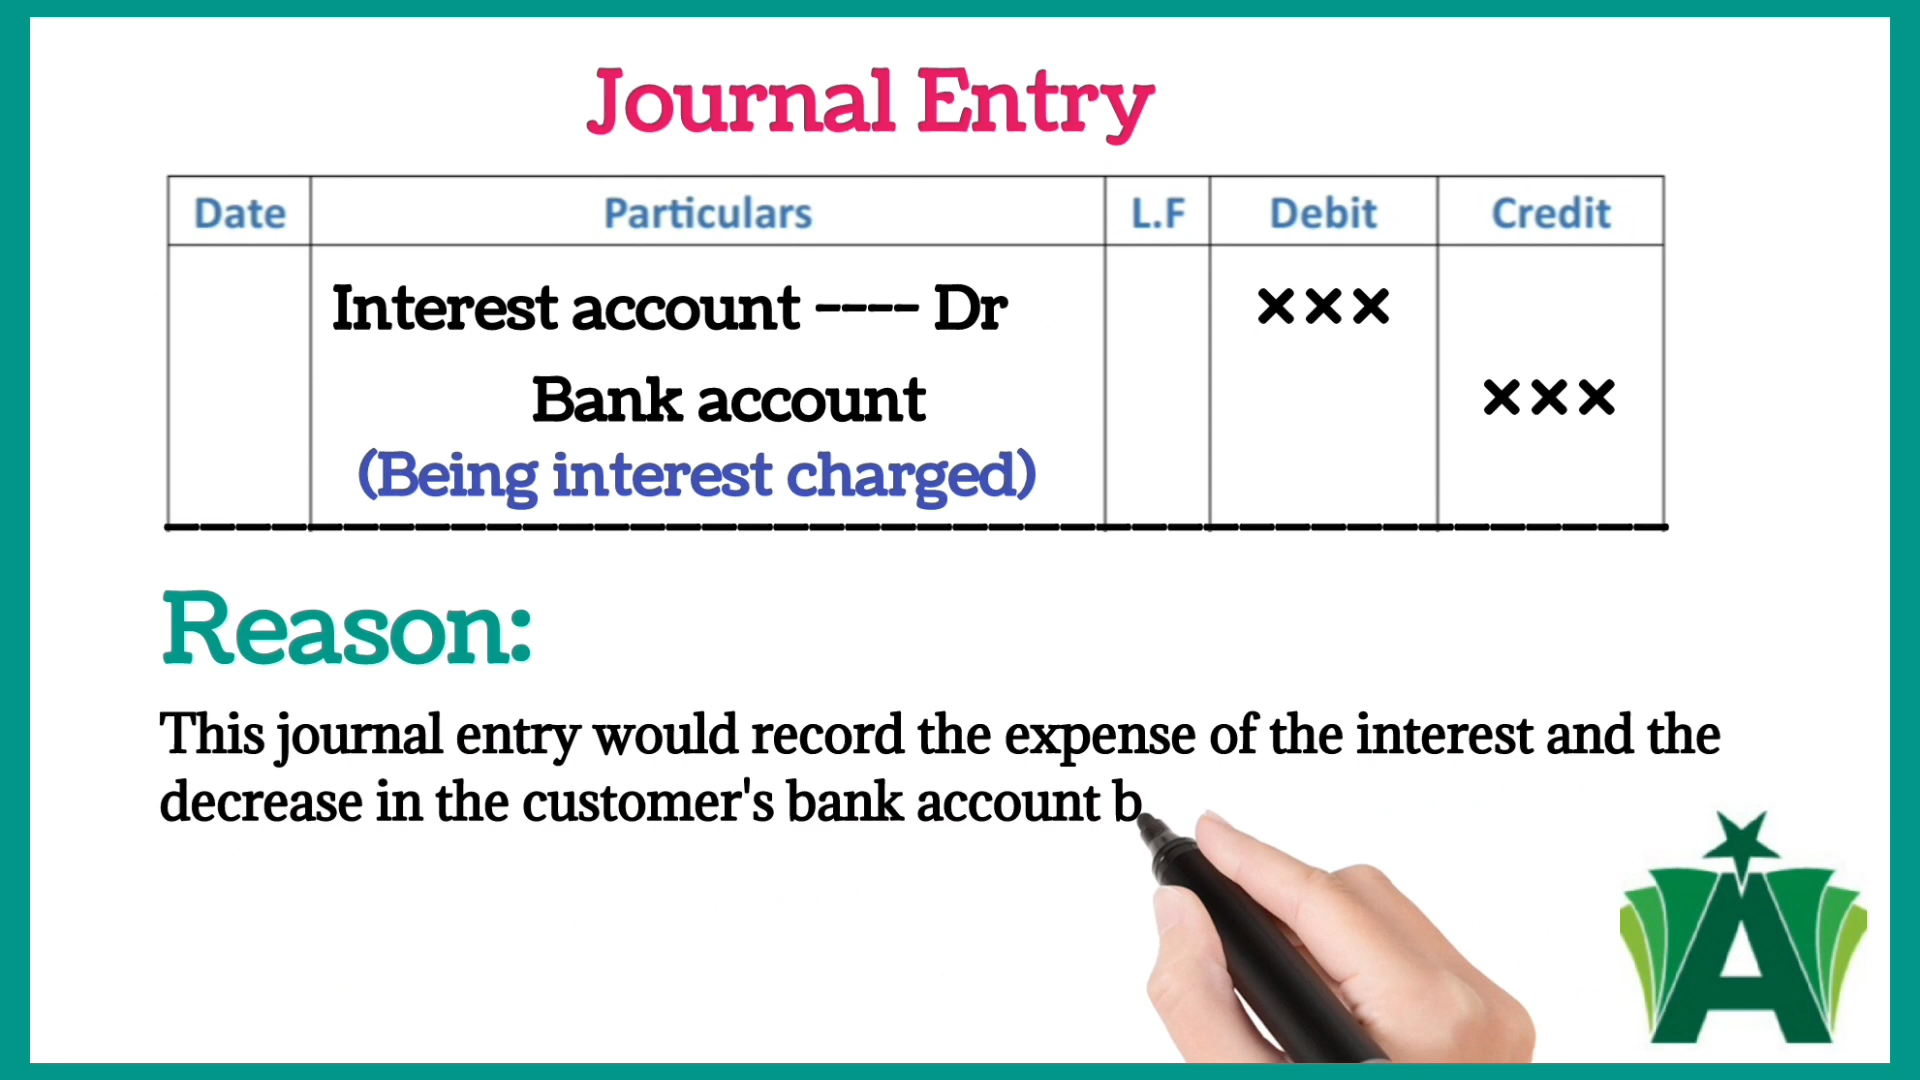 Journal Entry
Date Particulars L.F Debit Credit
Interest account ---- Dr ×××
Bank account ×××
(Being interest charged)
Reason:
This journal entry would record the expense of the interest and the
decrease in the customer's bank account b
A